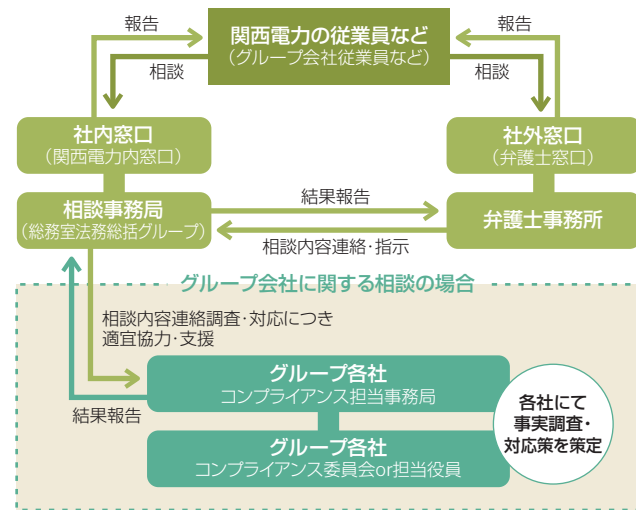 報告
関西電力の従業員など
(グループ会社従業員など)
報告
相談
相談
社内窓口
(関西電力内窓口)
社外窓口
(弁護士窓口)
相談事務局
(総務室法務総括グループ)
結果報告
弁護士事務所
相談内容連絡・指示
グループ会社に関する相談の場合
相談内容連絡調査・対応につき
適宜協力・支援
グループ各社
コンプライアンス担当事務局
結果報告
各社にて
事実調査・
対応策を策定
グループ各社
コンプライアンス委員会or担当役員